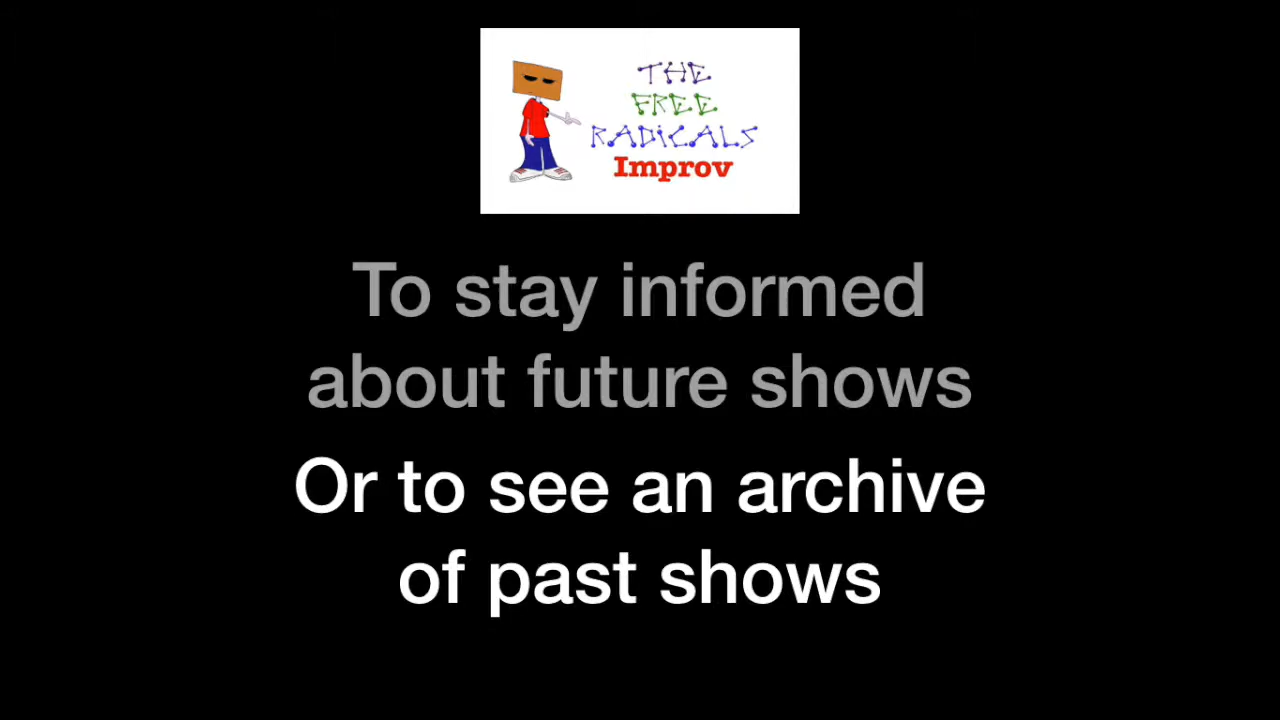 THE
FREE
RADiCALS
Improv
To stay informed
about future shows
Or to see an archive
of past shows